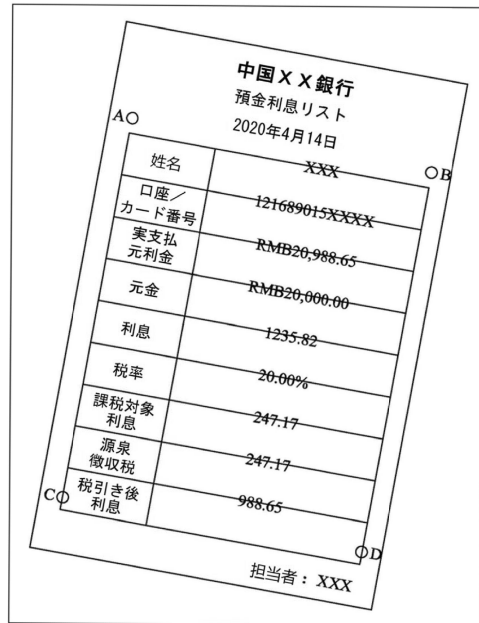 中国XX銀行
預金利息リスト
2020年4月14日
A
B
姓名 XXX
口座／
カード番号 121689015XXXX
実支払
元利金 RMB20,988.65
元金 RMB20,000.00
利息 1235.82
税率 20.00%
課税対象
利息 247.17
源泉
徴収税 247.17
税引き後
利息 988.65
C
D
担当者：XXX